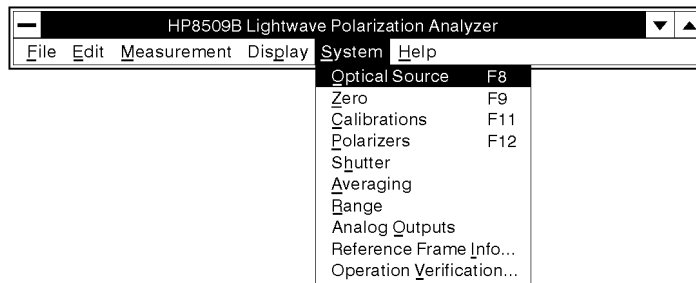 HP8509B Lightwave Polarization Analyzer
File Edit Measurement Display System Help
Optical Source F8
Zero F9
Calibrations F11
Polarizers F12
Shutter
Averaging
Range
Analog Outputs
Reference Frame Info...
Operation Verification...